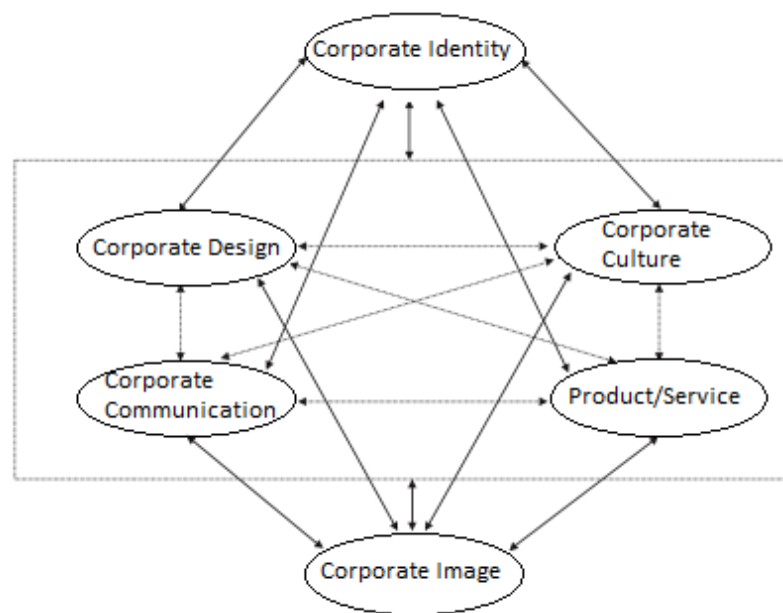 Corporate Identity
Corporate Design
Corporate
Culture
Corporate
Communication
Product/Service
Corporate Image